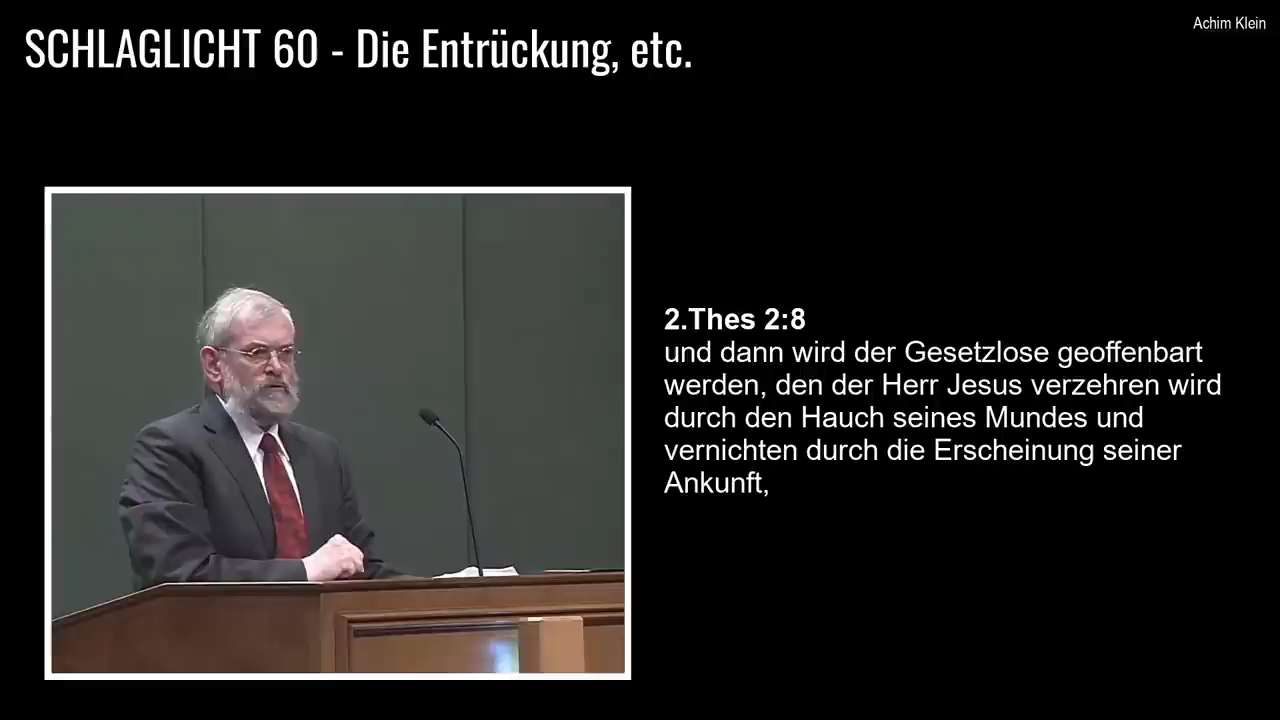 SCHLAGLICHT 60 - Die Entrückung, etc.
Achim Klein
2.Thes 2:8
und dann wird der Gesetzlose geoffenbart
werden, den der Herr Jesus verzehren wird
durch den Hauch seines Mundes und
vernichten durch die Erscheinung seiner
Ankunft,